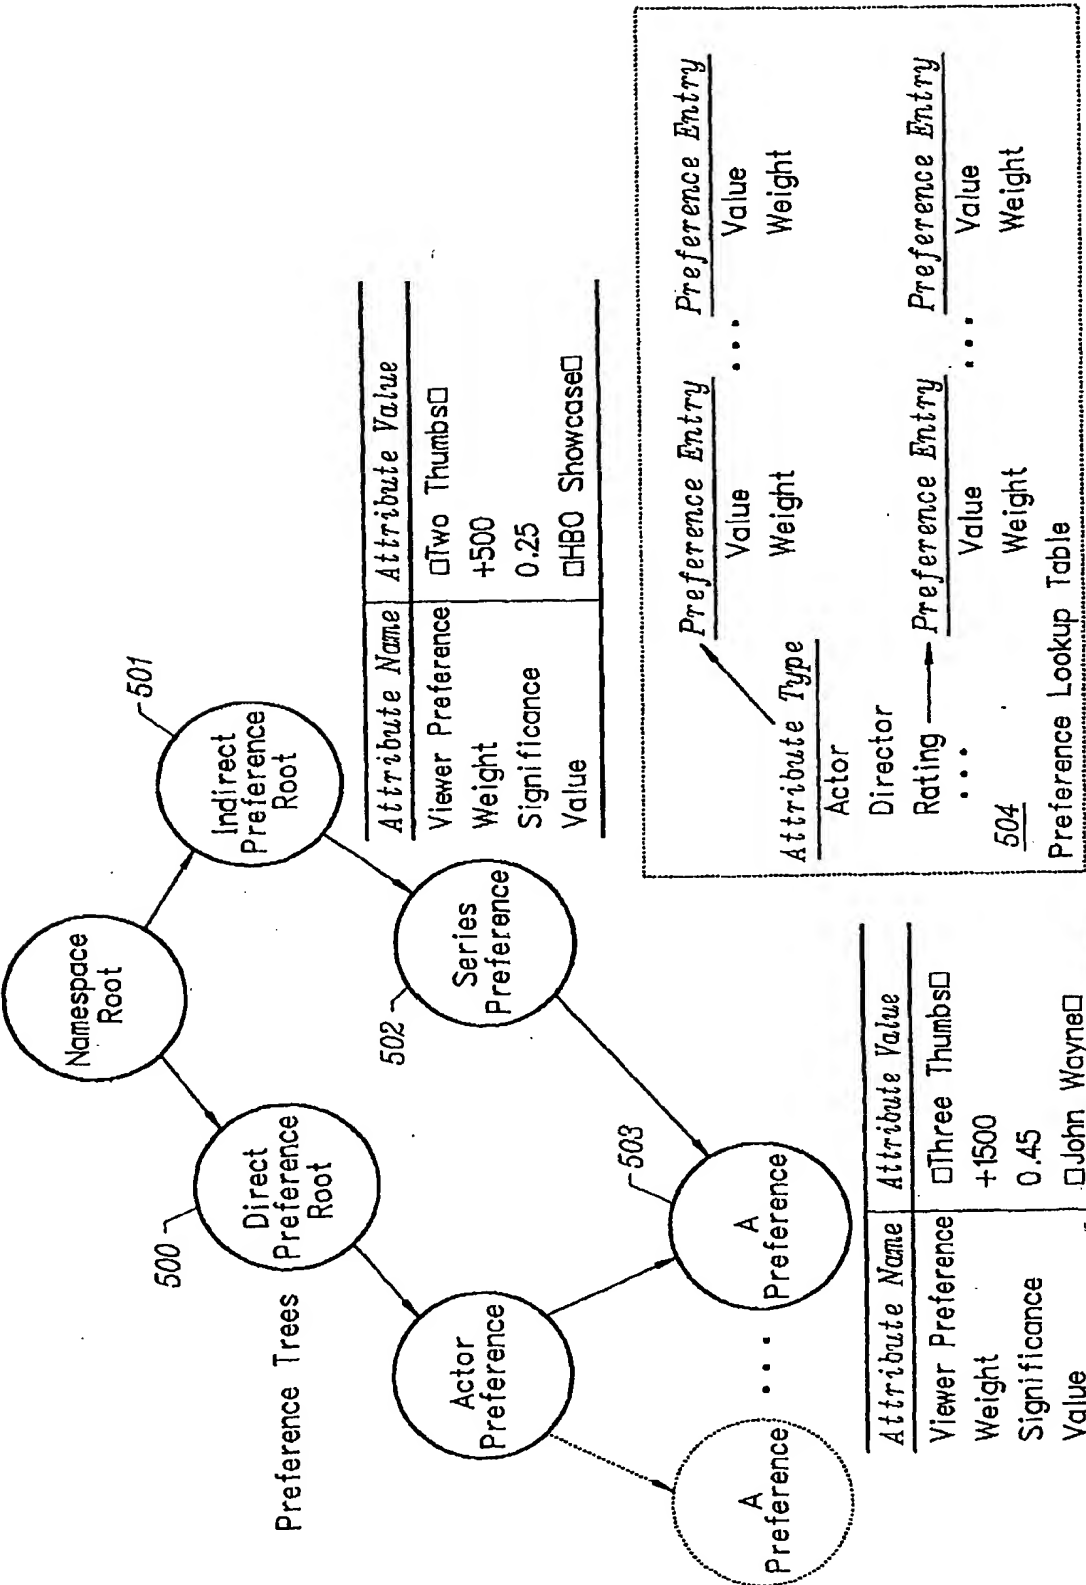 Preference Trees
Namespace
Root
500
Direct
Preference
Root
501
Indirect
Preference
Root
Actor
Preference
502
Series
Preference
A
Preference
• • •
503
A
Preference
Attribute Name Attribute Value
Viewer Preference □Two Thumbs□
Weight +500
Significance 0.25
Value □HBO Showcase□
Attribute Name Attribute Value
Viewer Preference □Three Thumbs□
Weight +1500
Significance 0.45
Value □John Wayne□
Attribute Type
Actor
Director
Rating
• • •
Preference Entry
Value
Weight
• • •
Preference Entry
Value
Weight
Preference Entry
Value
Weight
• • •
Preference Entry
Value
Weight
504
Preference Lookup Table